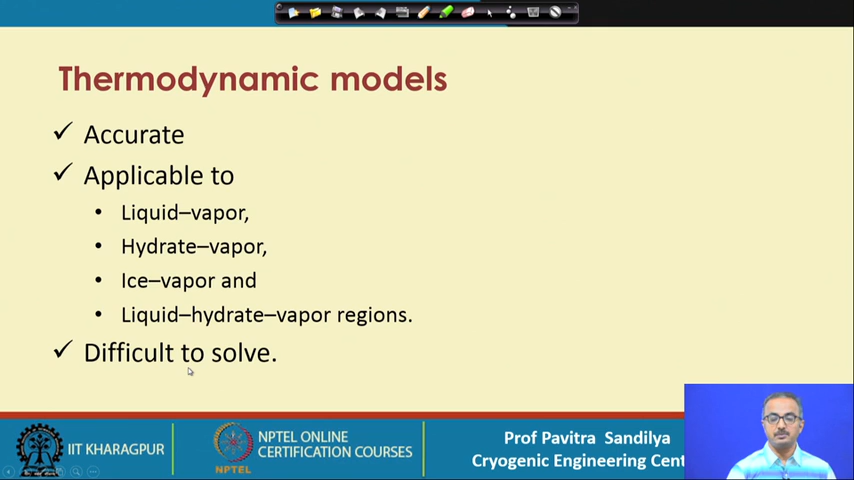 Thermodynamic models
✓ Accurate
✓ Applicable to
• Liquid–vapor,
• Hydrate–vapor,
• Ice–vapor and
• Liquid–hydrate–vapor regions.
✓ Difficult to solve.
IIT KHARAGPUR
NPTEL
NPTEL ONLINE
CERTIFICATION COURSES
Prof Pavitra Sandilya
Cryogenic Engineering Cent